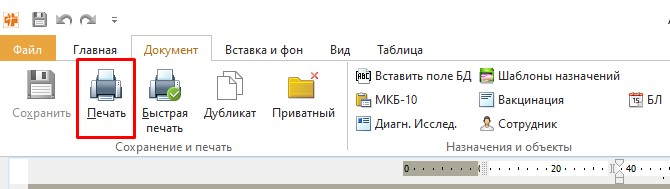 Файл Главная Документ Вставка и фон Вид Таблица
Сохранить Печать Быстрая печать Дубликат Приватный
Вставить поле БД Шаблоны назначений
МКБ-10 Вакцинация 15 БЛ
Диагн. Исслед. Сотрудник
Сохранение и печать Назначения и объекты
0 20 40